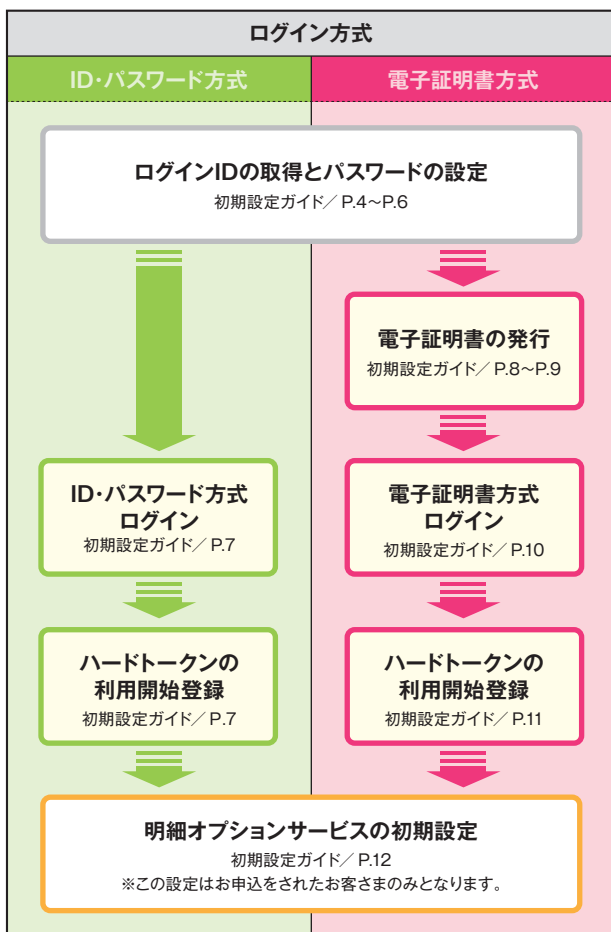 ログイン方式
ID・パスワード方式
電子証明書方式
ログインIDの取得とパスワードの設定
初期設定ガイド／P.4～P.6
電子証明書の発行
初期設定ガイド／P.8～P.9
ID・パスワード方式
ログイン
初期設定ガイド／P.7
電子証明書方式
ログイン
初期設定ガイド／P.10
ハードトークンの
利用開始登録
初期設定ガイド／P.7
ハードトークンの
利用開始登録
初期設定ガイド／P.11
明細オプションサービスの初期設定
初期設定ガイド／P.12
※この設定はお申込をされたお客さまのみとなります。